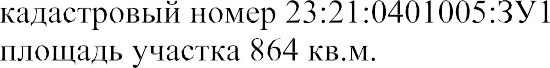 кадастровый номер 23:21:0401005:ЗУ1
площадь участка 864 кв.м.